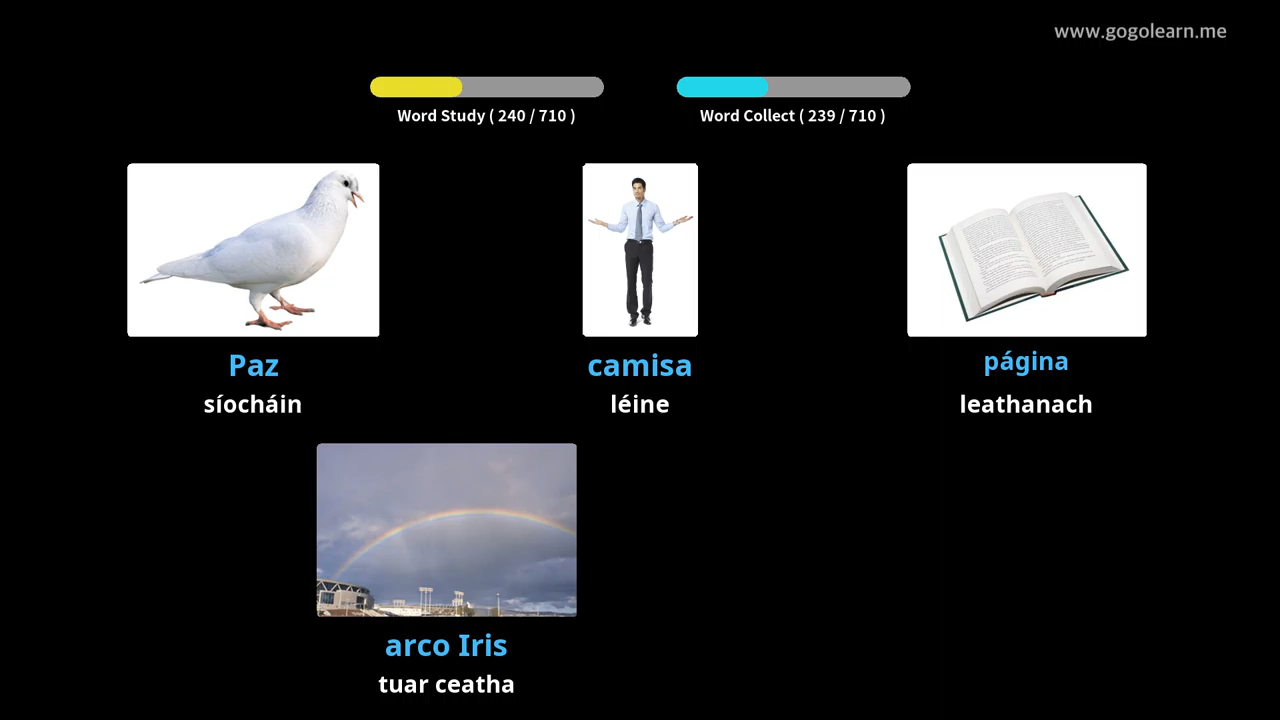 www.gogolearn.me
Word Study ( 240 / 710 )
Word Collect ( 239 / 710 )
Paz
síocháin
camisa
léine
página
leathanach
arco Iris
tuar ceatha